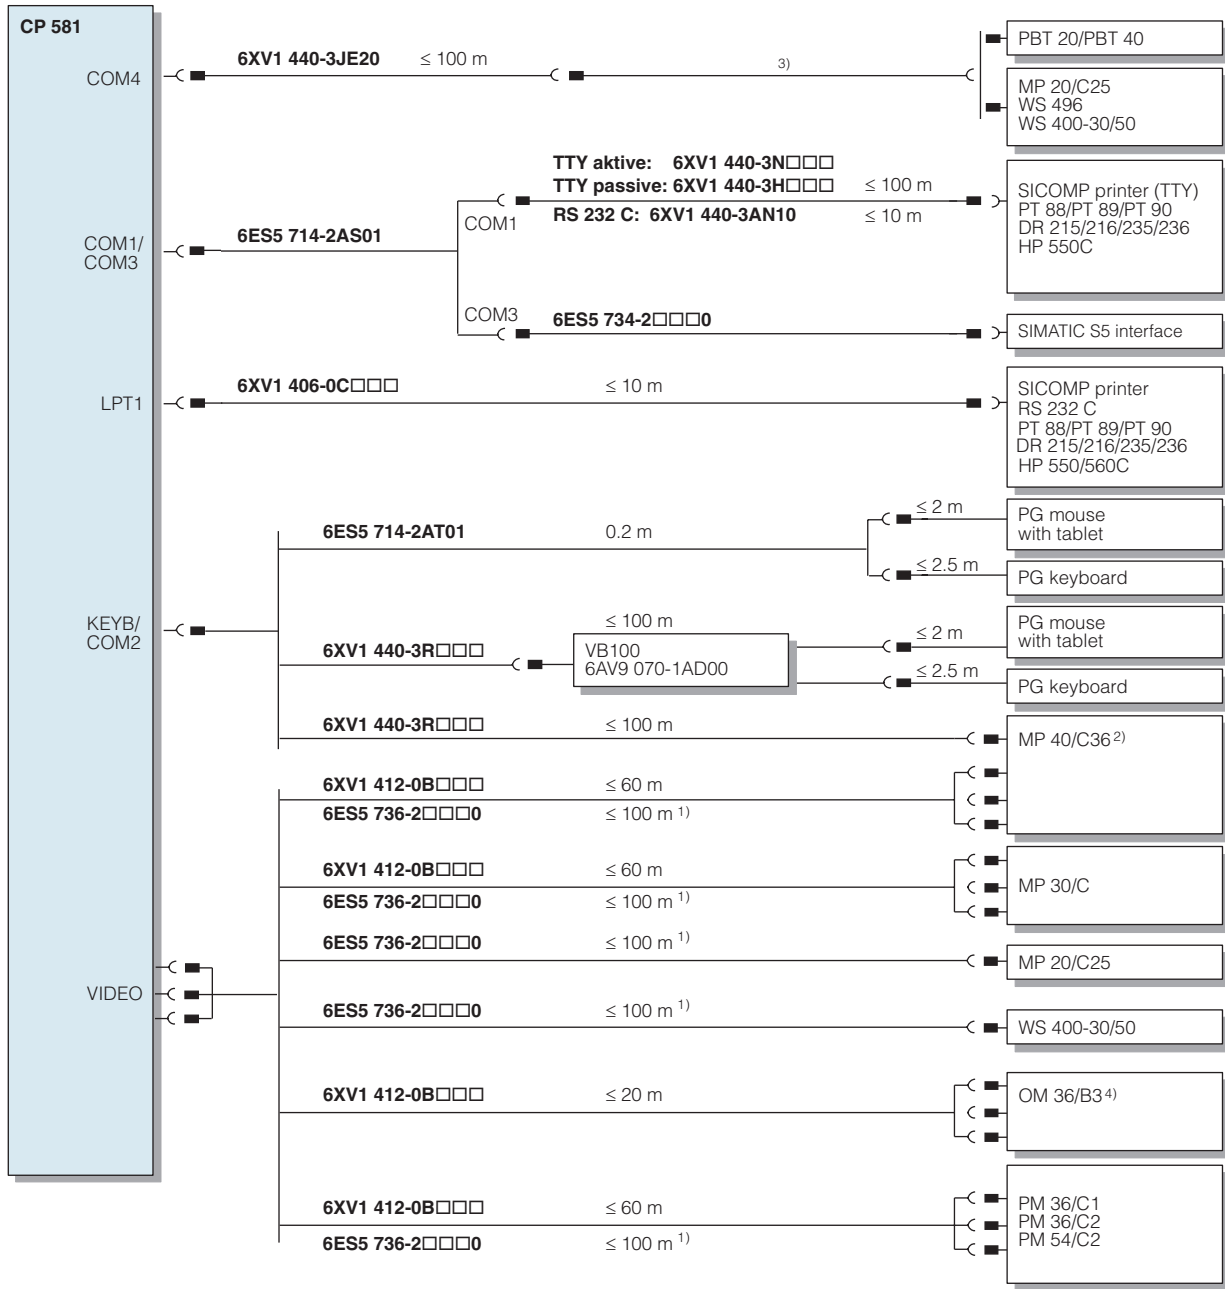 CP 581
COM4
6XV1 440-3JE20 ≤ 100 m
3)
PBT 20/PBT 40
MP 20/C25
WS 496
WS 400-30/50
COM1/
COM3
6ES5 714-2AS01
COM1
TTY aktive: 6XV1 440-3N□□□
TTY passive: 6XV1 440-3H□□□ ≤ 100 m
RS 232 C: 6XV1 440-3AN10 ≤ 10 m
SICOMP printer (TTY)
PT 88/PT 89/PT 90
DR 215/216/235/236
HP 550C
COM3
6ES5 734-2□□□0
SIMATIC S5 interface
LPT1
6XV1 406-0C□□□ ≤ 10 m
SICOMP printer
RS 232 C
PT 88/PT 89/PT 90
DR 215/216/235/236
HP 550/560C
KEYB/
COM2
6ES5 714-2AT01 0.2 m
≤ 2 m
PG mouse
with tablet
≤ 2.5 m
PG keyboard
6XV1 440-3R□□□
≤ 100 m
VB100
6AV9 070-1AD00
≤ 2 m
PG mouse
with tablet
≤ 2.5 m
PG keyboard
6XV1 440-3R□□□ ≤ 100 m
MP 40/C36 2)
VIDEO
6XV1 412-0B□□□ ≤ 60 m
6ES5 736-2□□□0 ≤ 100 m 1)
6XV1 412-0B□□□ ≤ 60 m
6ES5 736-2□□□0 ≤ 100 m 1)
MP 30/C
6ES5 736-2□□□0 ≤ 100 m 1)
MP 20/C25
6ES5 736-2□□□0 ≤ 100 m 1)
WS 400-30/50
6XV1 412-0B□□□ ≤ 20 m
OM 36/B3 4)
6XV1 412-0B□□□ ≤ 60 m
6ES5 736-2□□□0 ≤ 100 m 1)
PM 36/C1
PM 36/C2
PM 54/C2